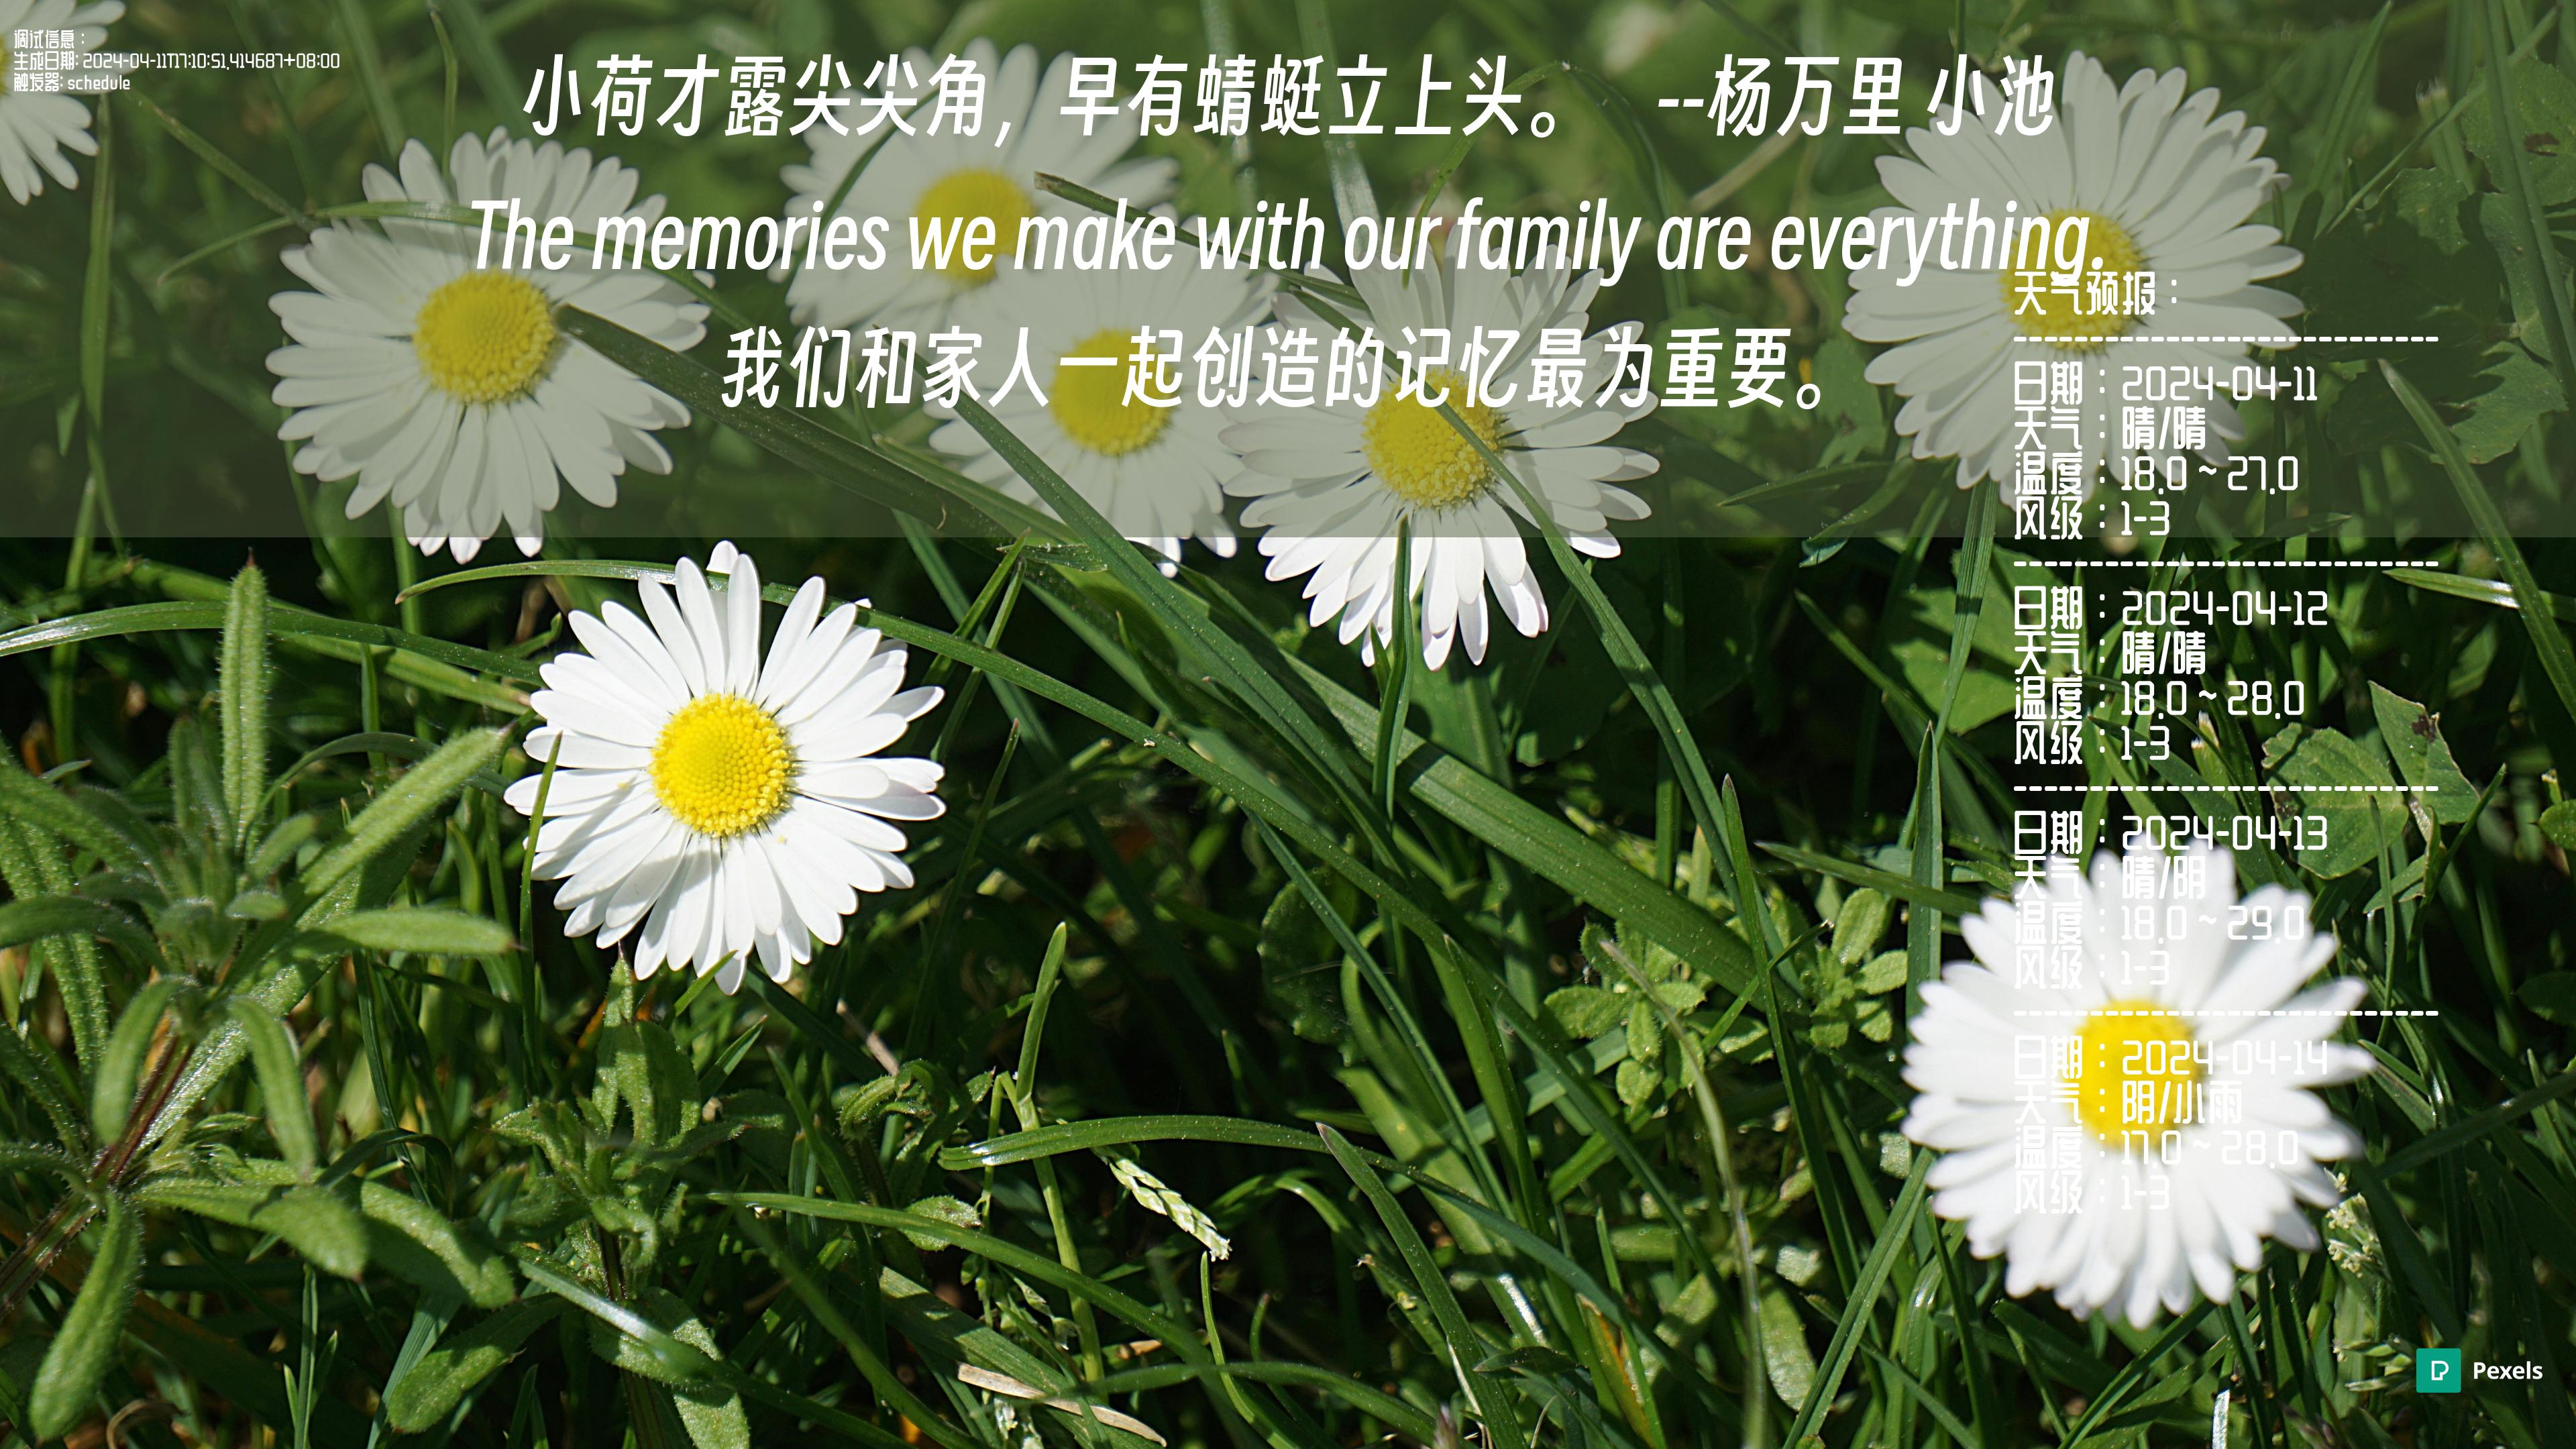 调试信息：
生成日期: 2024-04-11T17:10:51.414687+08:00
触发器: schedule
小荷才露尖尖角，早有蜻蜓立上头。 --杨万里 小池
The memories we make with our family are everything.
我们和家人一起创造的记忆最为重要。
天气预报：
------------------------------
日期：2024-04-11
天气：晴/晴
温度：18.0 ~ 27.0
风级：1-3
------------------------------
日期：2024-04-12
天气：晴/晴
温度：18.0 ~ 28.0
风级：1-3
------------------------------
日期：2024-04-13
天气：晴/阴
温度：18.0 ~ 29.0
风级：1-3
------------------------------
日期：2024-04-14
天气：阴/小雨
温度：17.0 ~ 28.0
风级：1-3
Pexels